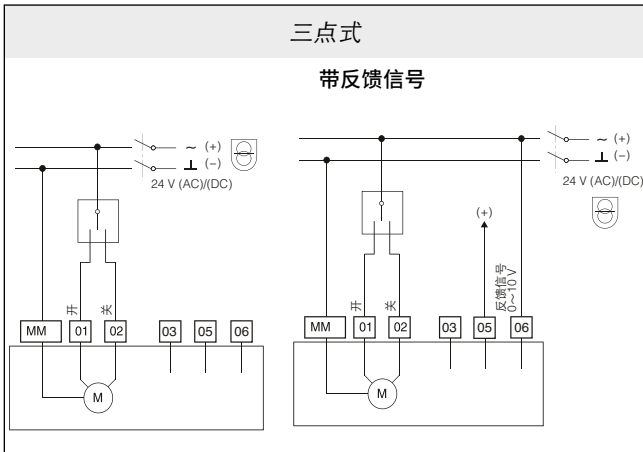 三点式
带反馈信号
~ (+)
⊥ (−)
24 V (AC)/(DC)
开
关
MM
01
02
03
05
06
M
~ (+)
⊥ (−)
24 V (AC)/(DC)
(+)
开
关
反馈信号
0～10 V
MM
01
02
03
05
06
M